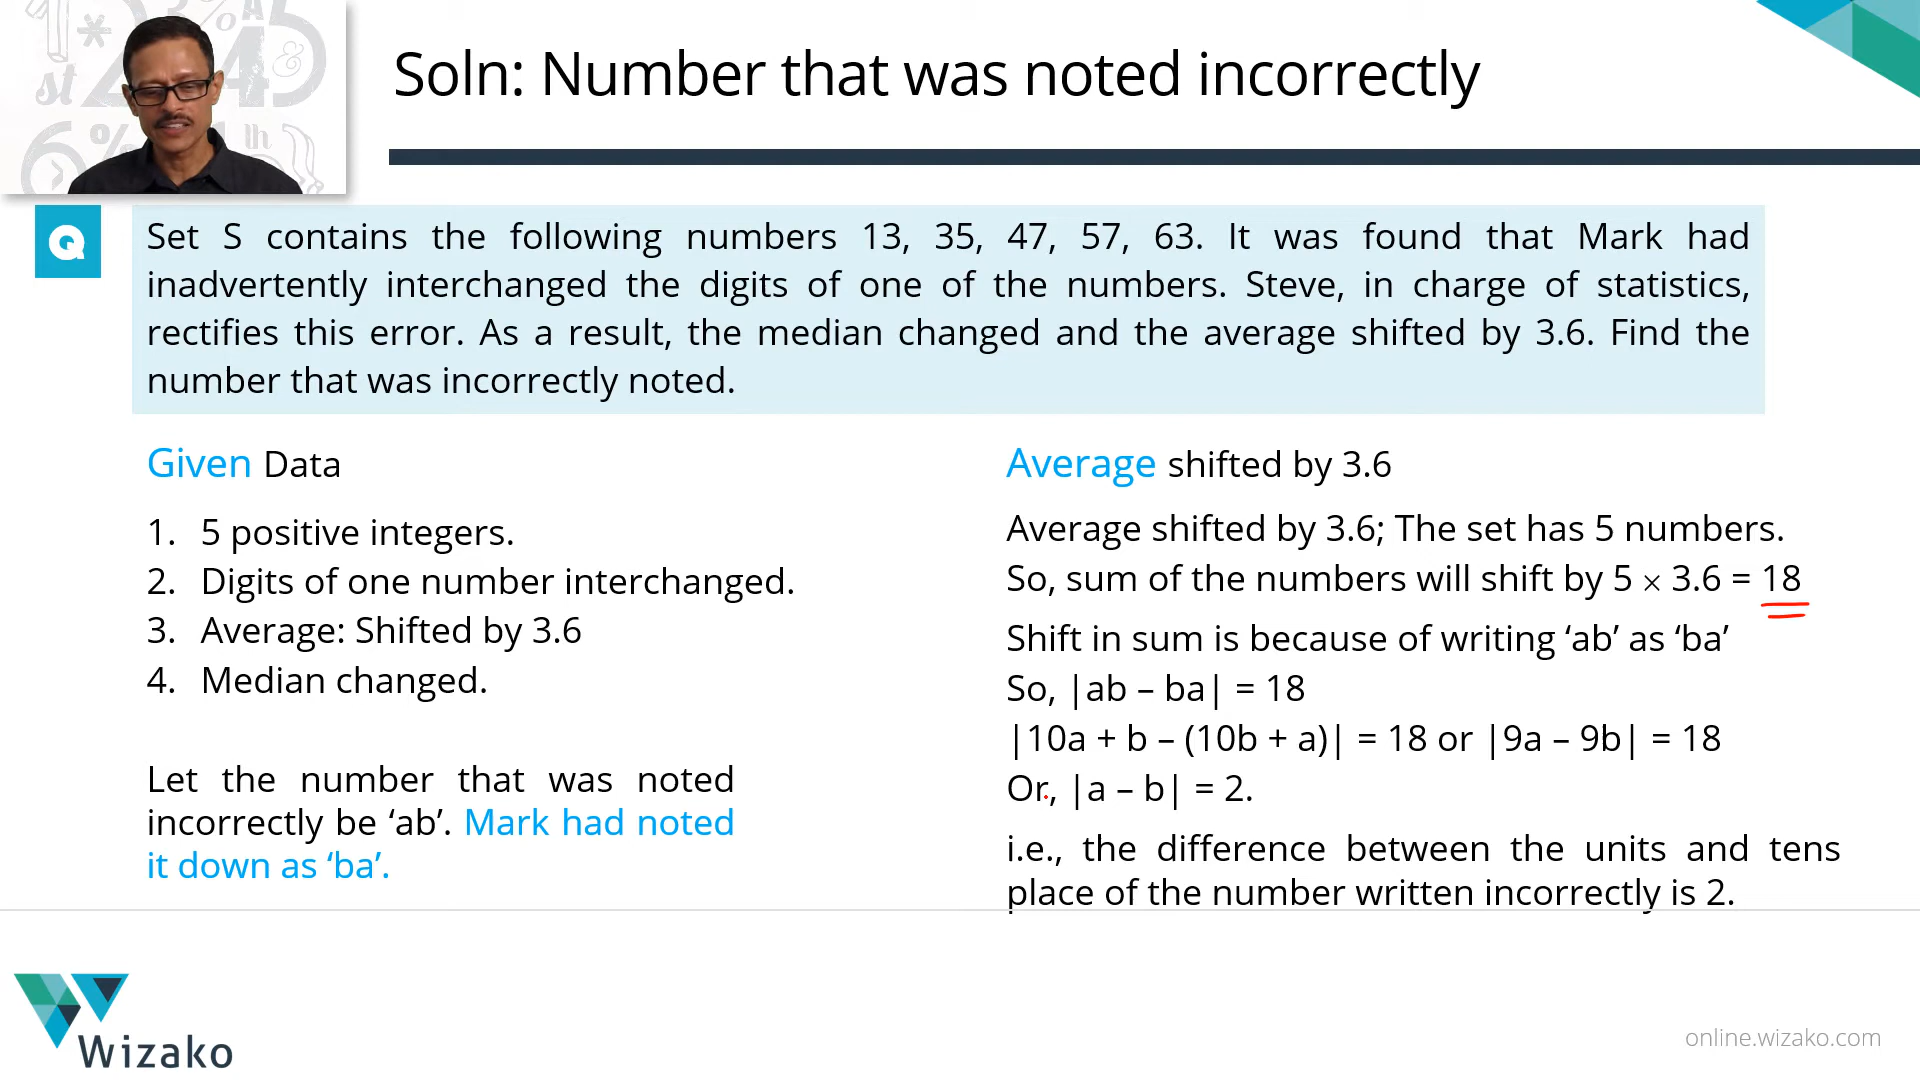 Soln: Number that was noted incorrectly
Q
Set S contains the following numbers 13, 35, 47, 57, 63. It was found that Mark had
inadvertently interchanged the digits of one of the numbers. Steve, in charge of statistics,
rectifies this error. As a result, the median changed and the average shifted by 3.6. Find the
number that was incorrectly noted.
Given Data
1. 5 positive integers.
2. Digits of one number interchanged.
3. Average: Shifted by 3.6
4. Median changed.
Let the number that was noted
incorrectly be ‘ab’. Mark had noted
it down as ‘ba’.
Average shifted by 3.6
Average shifted by 3.6; The set has 5 numbers.
So, sum of the numbers will shift by 5 × 3.6 = 18
Shift in sum is because of writing ‘ab’ as ‘ba’
So, |ab – ba| = 18
|10a + b – (10b + a)| = 18 or |9a – 9b| = 18
Or, |a – b| = 2.
i.e., the difference between the units and tens
place of the number written incorrectly is 2.
Wizako
online.wizako.com